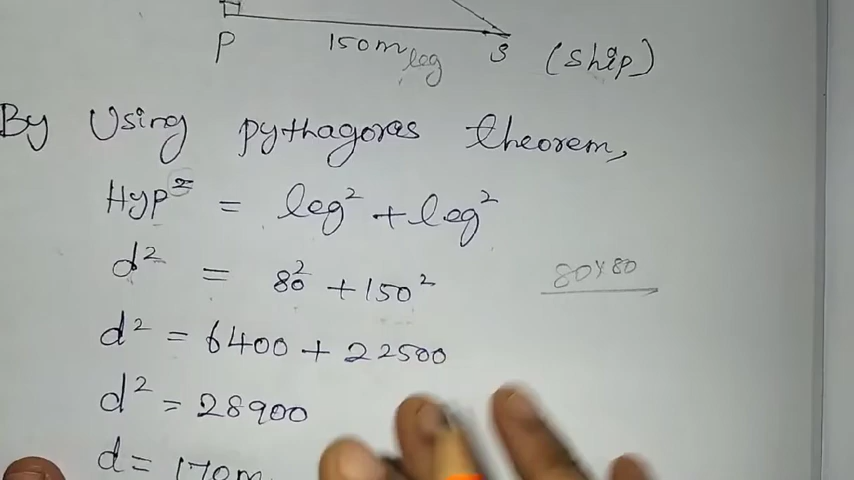 P 150m leg S (ship)
By Using pythagoras theorem,
Hyp² = leg² + leg²
d² = 80² + 150²
80×80
d² = 6400 + 22500
d² = 28900
d = 170m